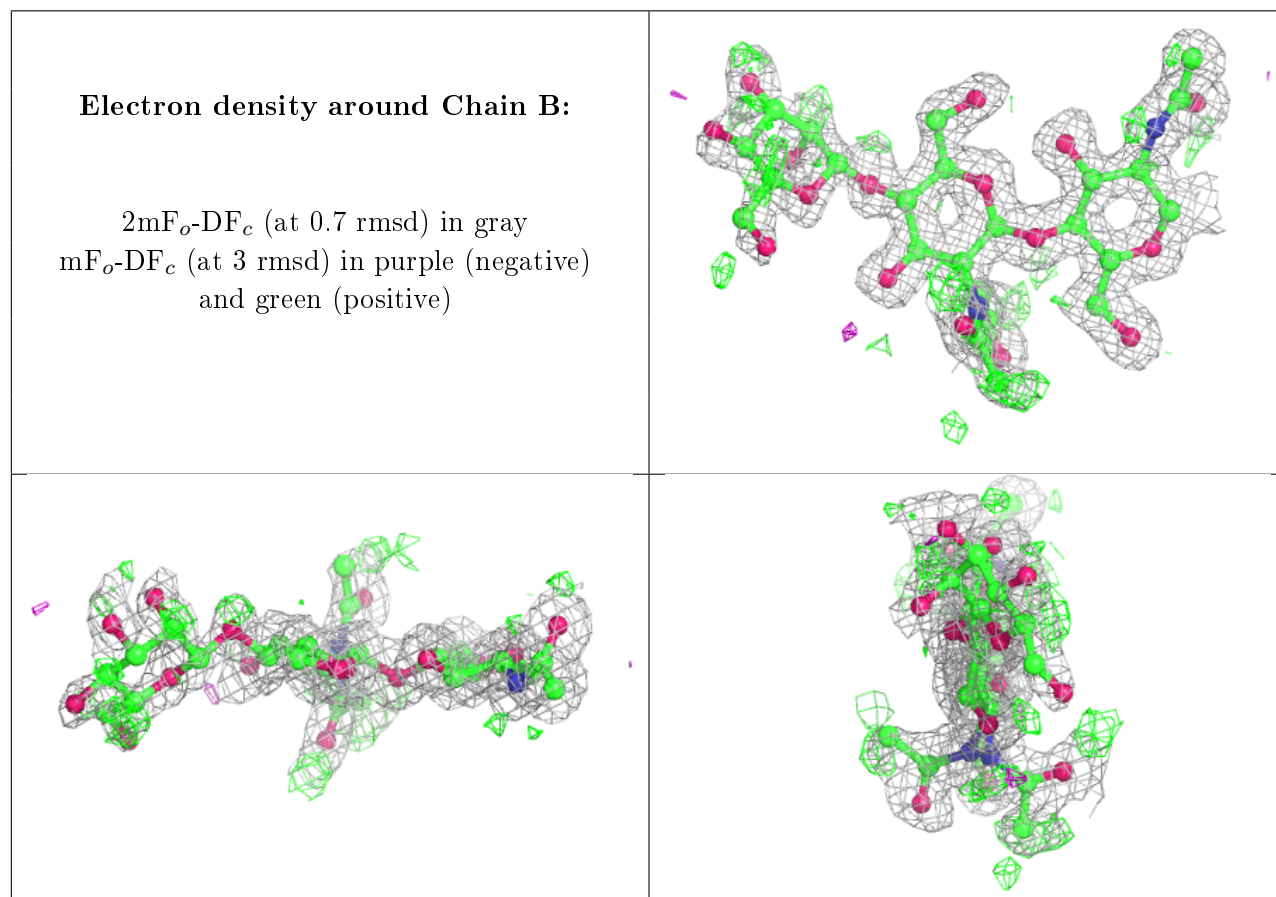 Electron density around Chain B:
2mFₒ-DF𝒸 (at 0.7 rmsd) in gray
mFₒ-DF𝒸 (at 3 rmsd) in purple (negative)
and green (positive)